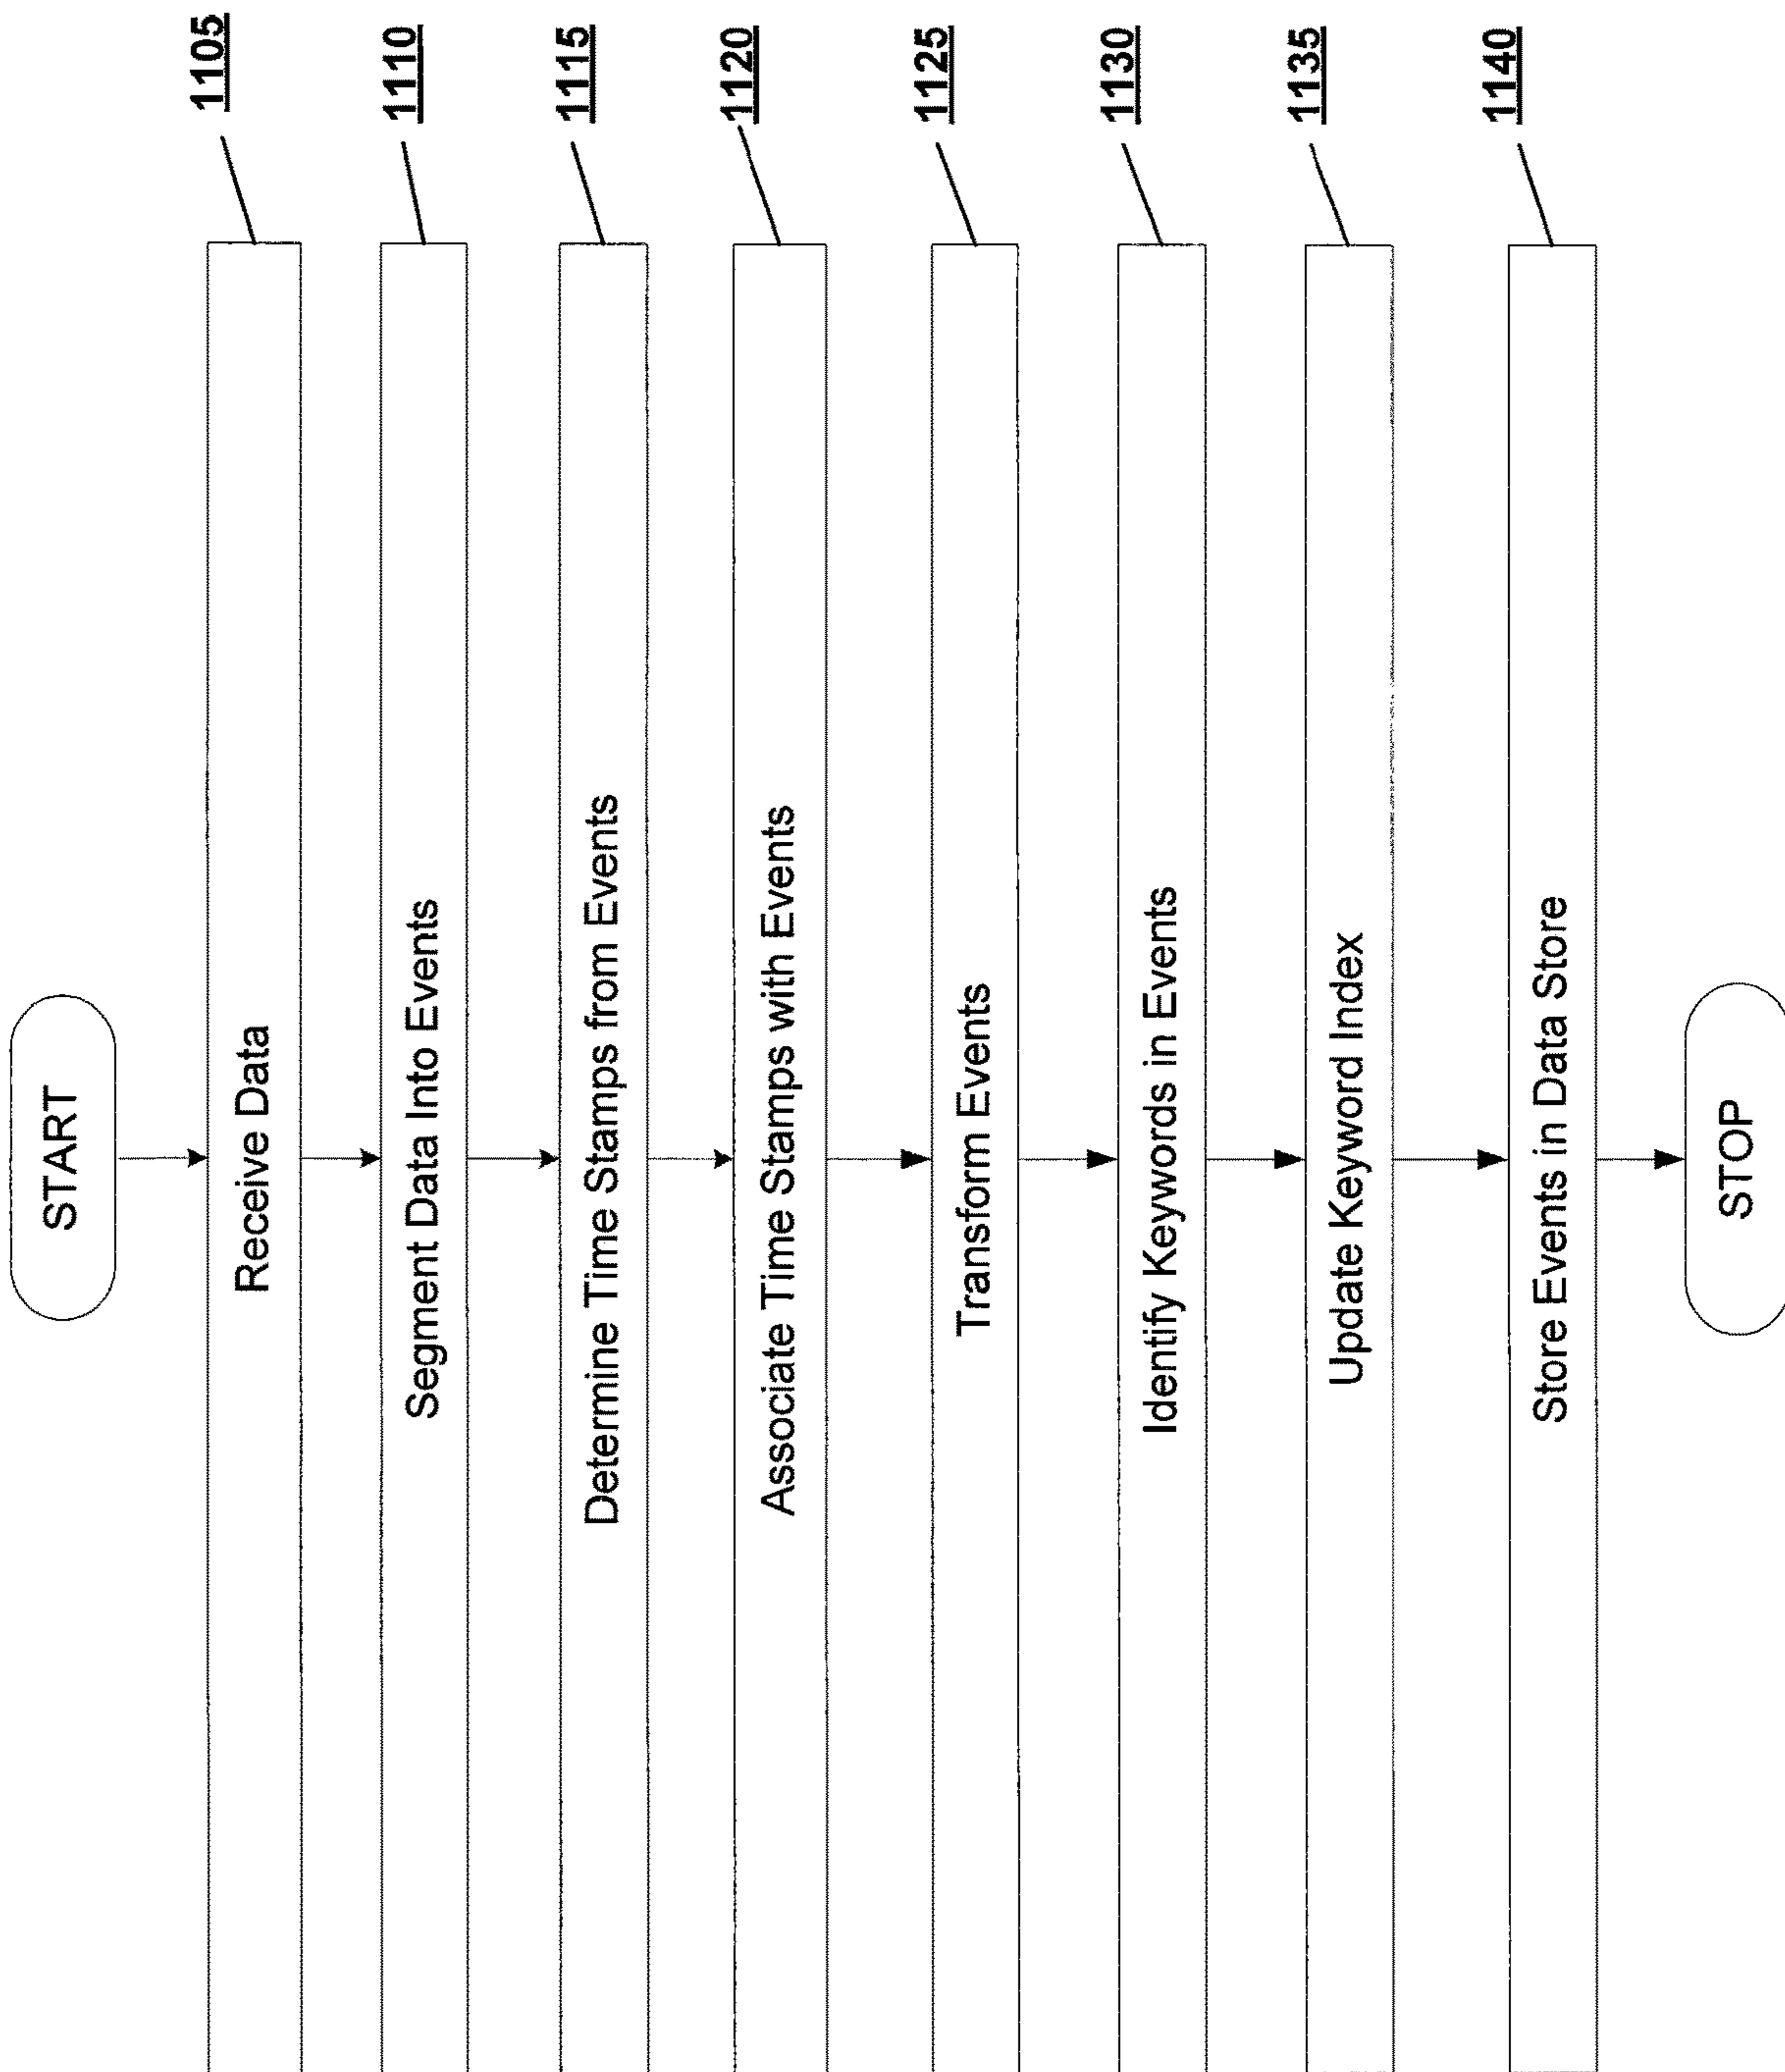 START
Receive Data
1105
Segment Data Into Events
1110
Determine Time Stamps from Events
1115
Associate Time Stamps with Events
1120
Transform Events
1125
Identify Keywords in Events
1130
Update Keyword Index
1135
Store Events in Data Store
1140
STOP